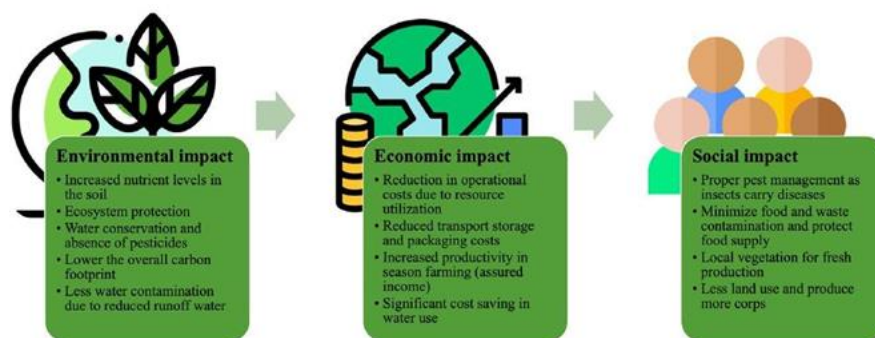 Environmental impact
• Increased nutrient levels in
the soil
• Ecosystem protection
• Water conservation and
absence of pesticides
• Lower the overall carbon
footprint
• Less water contamination
due to reduced runoff water
Economic impact
• Reduction in operational
costs due to resource
utilization
• Reduced transport storage
and packaging costs
• Increased productivity in
season farming (assured
income)
• Significant cost saving in
water use
Social impact
• Proper pest management as
insects carry diseases
• Minimize food and waste
contamination and protect
food supply
• Local vegetation for fresh
production
• Less land use and produce
more corps